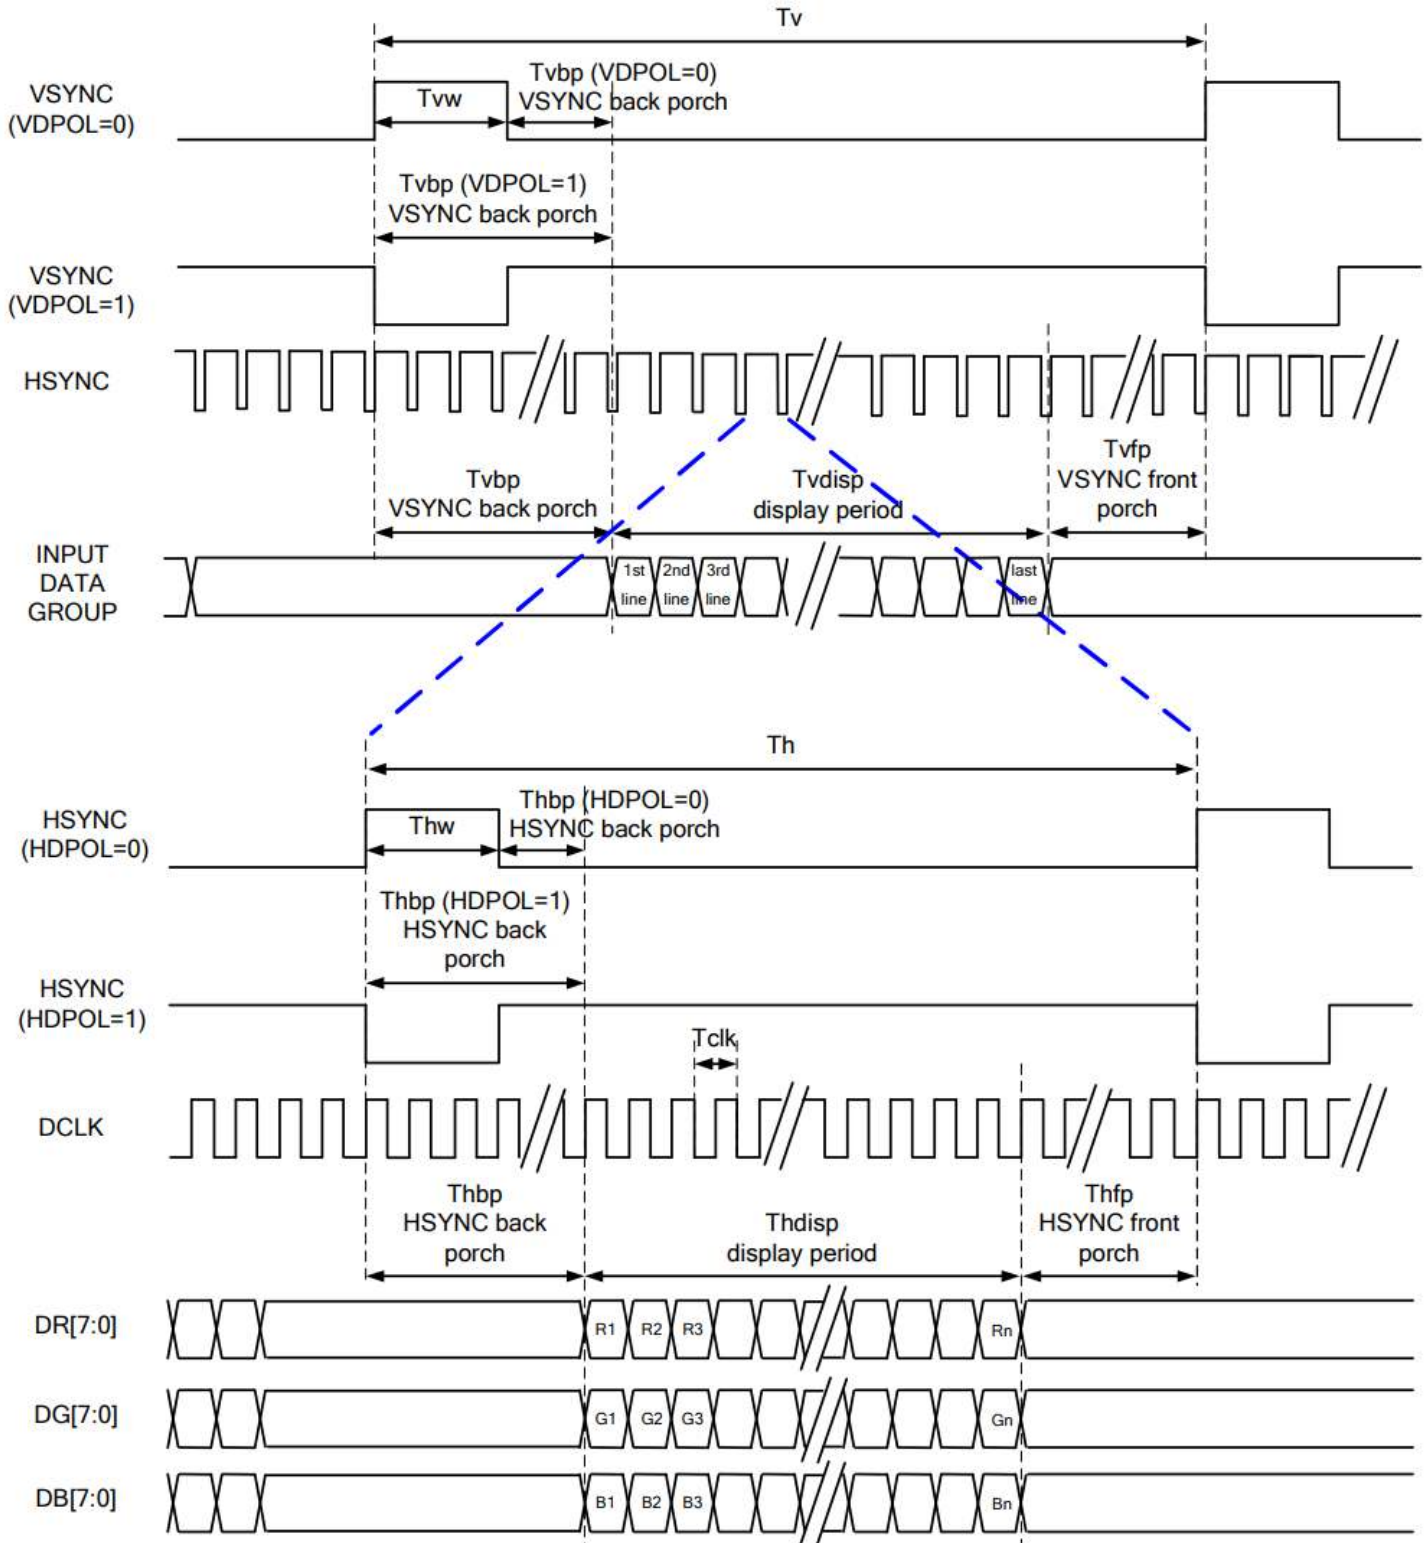 Tv
Tvbp (VDPOL=0)
VSYNC back porch
VSYNC
(VDPOL=0)
Tvw
Tvbp (VDPOL=1)
VSYNC back porch
VSYNC
(VDPOL=1)
HSYNC
Tvbp
VSYNC back porch
Tvdisp
display period
Tvfp
VSYNC front
porch
INPUT
DATA
GROUP
1st
line
2nd
line
3rd
line
last
line
Th
HSYNC
(HDPOL=0)
Thw
Thbp (HDPOL=0)
HSYNC back porch
Thbp (HDPOL=1)
HSYNC back
porch
HSYNC
(HDPOL=1)
Tclk
DCLK
Thbp
HSYNC back
porch
Thdisp
display period
Thfp
HSYNC front
porch
DR[7:0]
R1 R2 R3 Rn
DG[7:0]
G1 G2 G3 Gn
DB[7:0]
B1 B2 B3 Bn